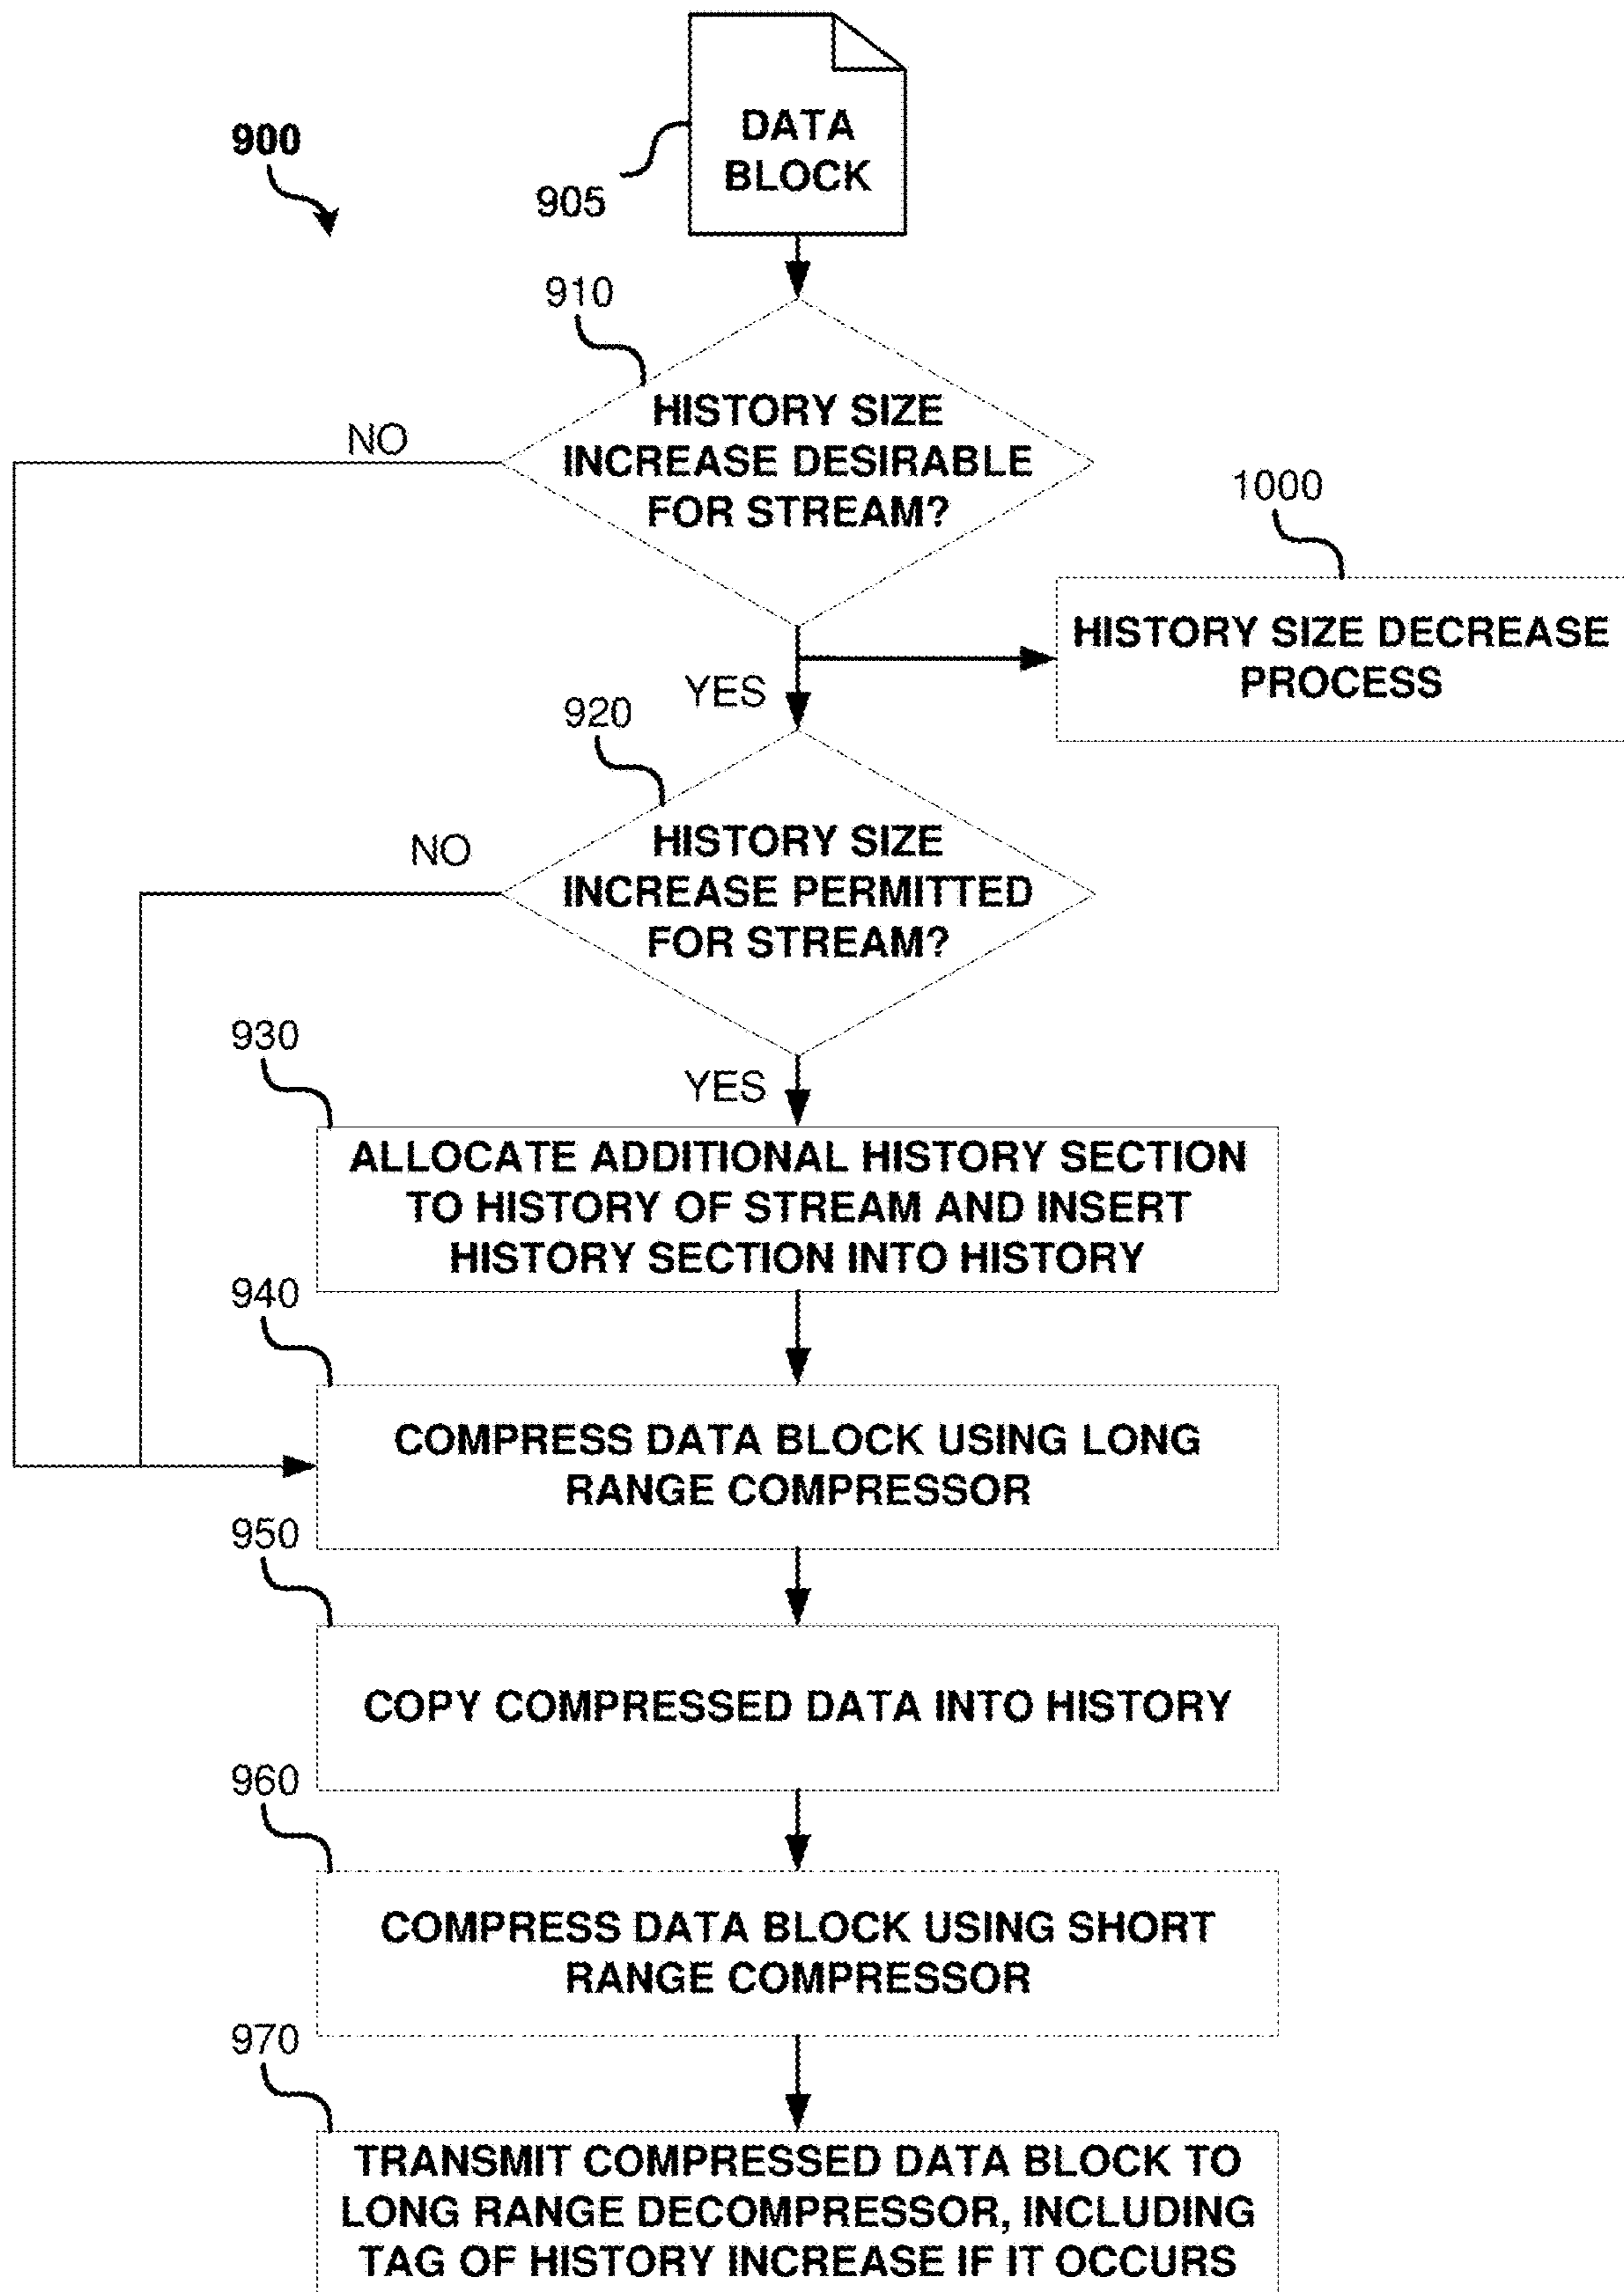 DATA
BLOCK
900
905
910
HISTORY SIZE
INCREASE DESIRABLE
FOR STREAM?
NO
1000
HISTORY SIZE DECREASE
PROCESS
YES
920
HISTORY SIZE
INCREASE PERMITTED
FOR STREAM?
NO
930
YES
ALLOCATE ADDITIONAL HISTORY SECTION
TO HISTORY OF STREAM AND INSERT
HISTORY SECTION INTO HISTORY
940
COMPRESS DATA BLOCK USING LONG
RANGE COMPRESSOR
950
COPY COMPRESSED DATA INTO HISTORY
960
COMPRESS DATA BLOCK USING SHORT
RANGE COMPRESSOR
970
TRANSMIT COMPRESSED DATA BLOCK TO
LONG RANGE DECOMPRESSOR, INCLUDING
TAG OF HISTORY INCREASE IF IT OCCURS